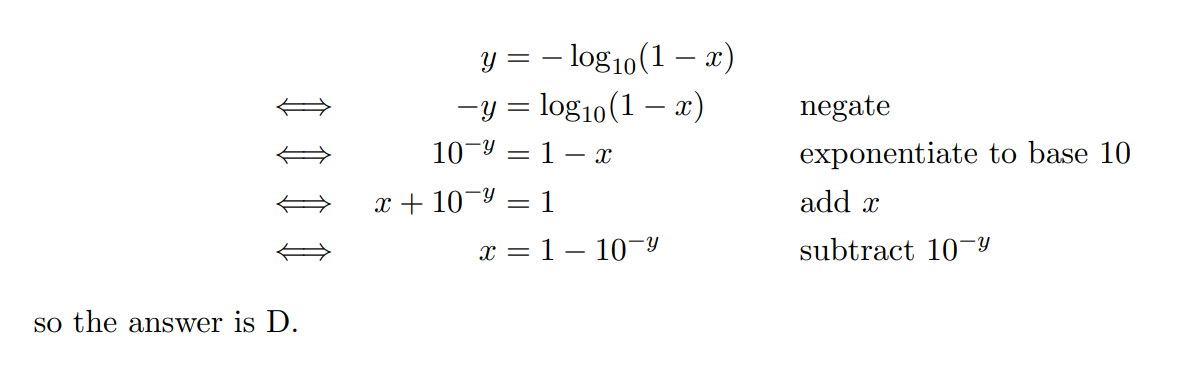 y = − log₁₀(1 − x)
⟺ −y = log₁₀(1 − x) negate
⟺ 10⁻ʸ = 1 − x exponentiate to base 10
⟺ x + 10⁻ʸ = 1 add x
⟺ x = 1 − 10⁻ʸ subtract 10⁻ʸ
so the answer is D.